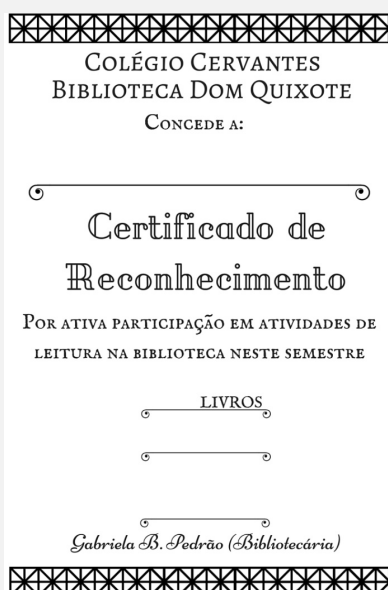 Colégio Cervantes
Biblioteca Dom Quixote
Concede a:
Certificado de
Reconhecimento
Por ativa participação em atividades de
leitura na biblioteca neste semestre
livros
Gabriela B. Pedrão (Bibliotecária)